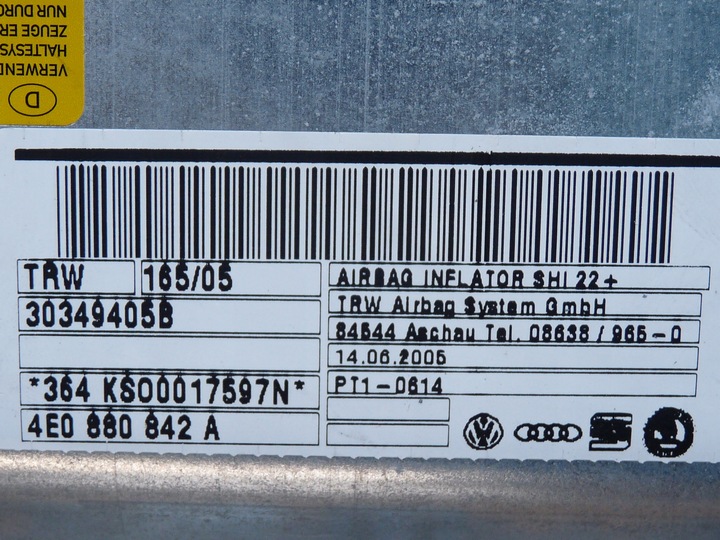 NUR DURC
ZEUGE ER
HALTESYS
VERWEND
D
TRW 165/05
30349405B
*364 KS00017597N*
4E0 880 842 A
AIRBAG INFLATOR SHI 22+
TRW Airbag System GmbH
84544 Aschau Tel. 08638 / 965-0
14.06.2005
PT1-0614